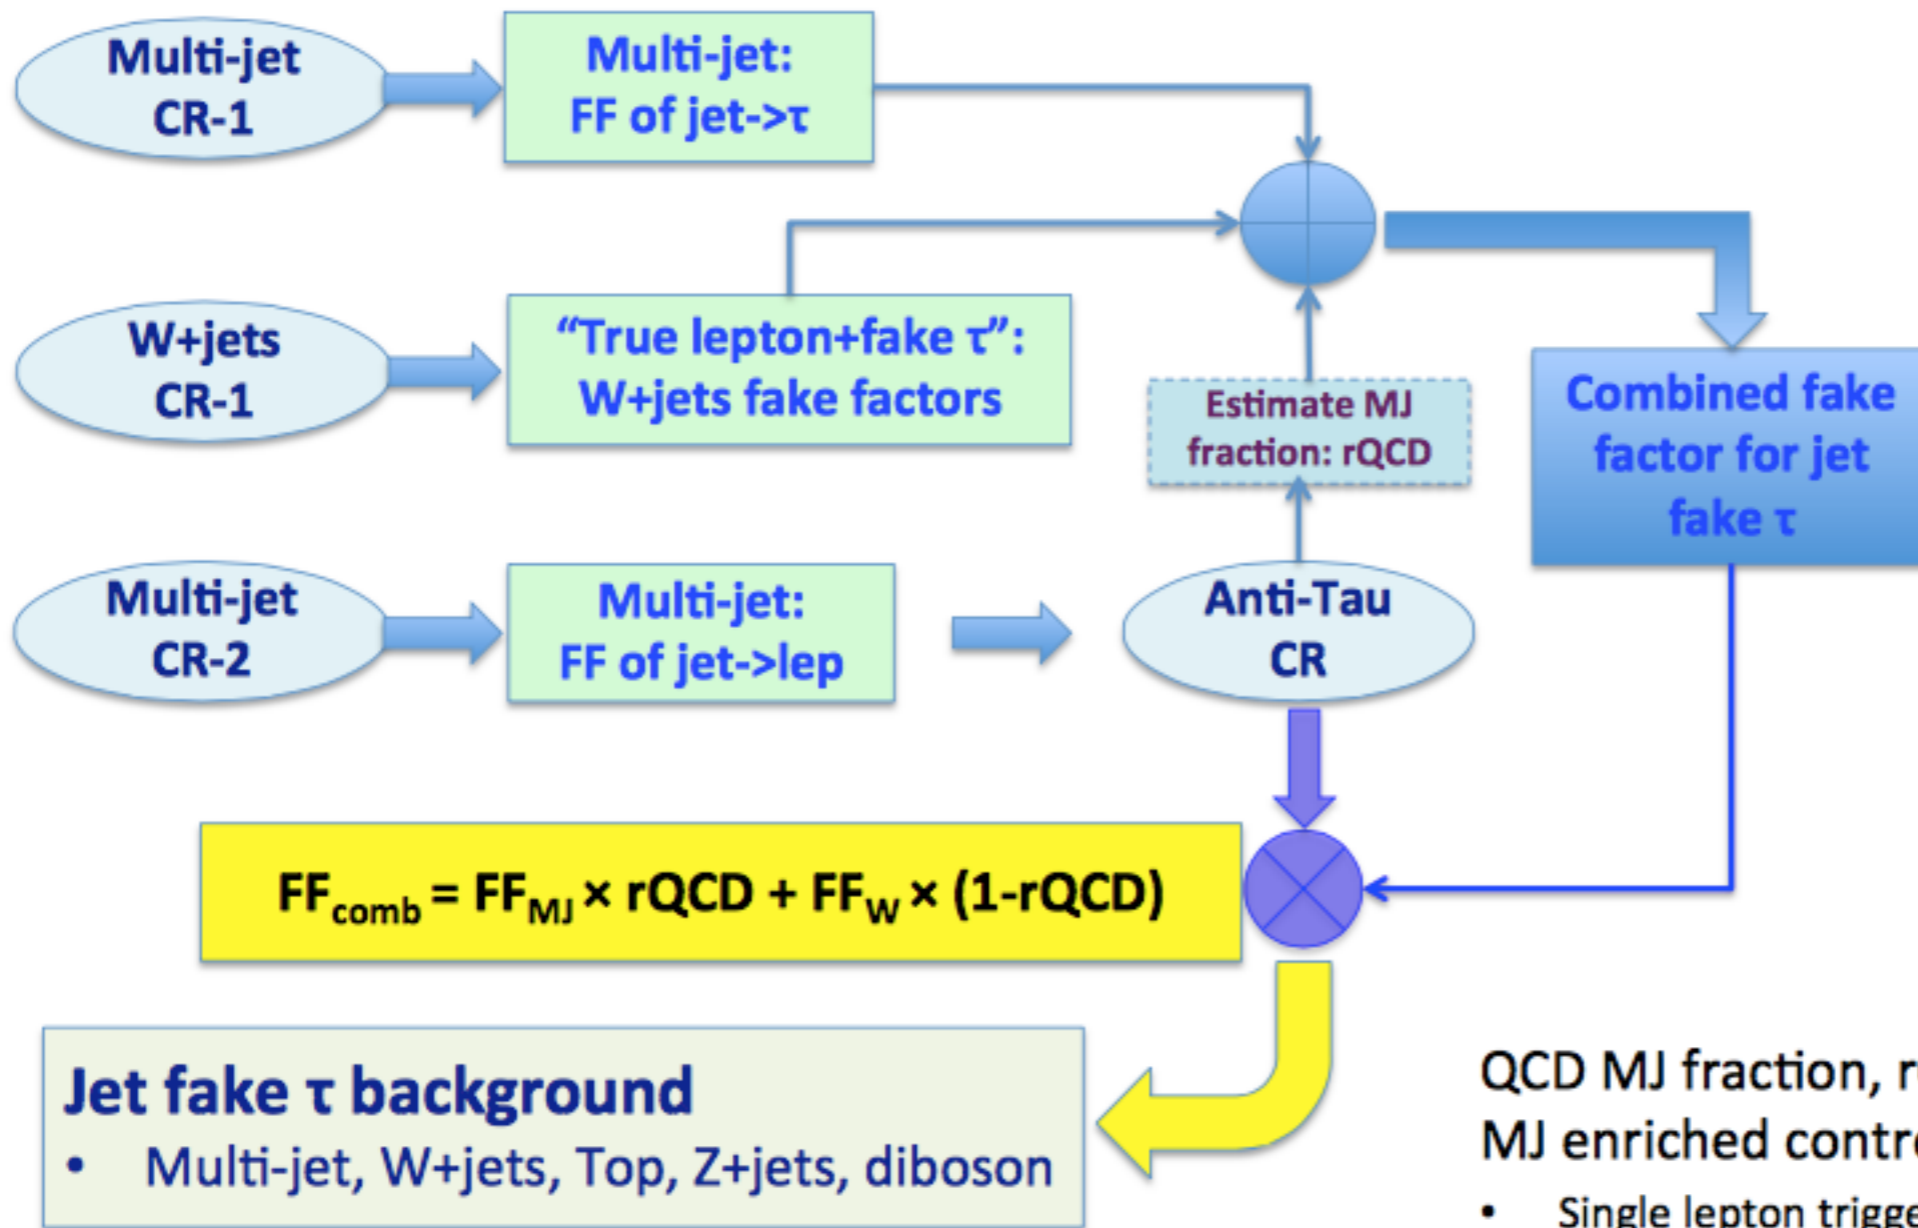 Multi-jet
CR-1
Multi-jet:
FF of jet->τ
W+jets
CR-1
“True lepton+fake τ”:
W+jets fake factors
Estimate MJ
fraction: rQCD
Combined fake
factor for jet
fake τ
Multi-jet
CR-2
Multi-jet:
FF of jet->lep
Anti-Tau
CR
FFcomb = FFMJ × rQCD + FFW × (1-rQCD)
Jet fake τ background
• Multi-jet, W+jets, Top, Z+jets, diboson
QCD MJ fraction,
MJ enriched
• Single lepton